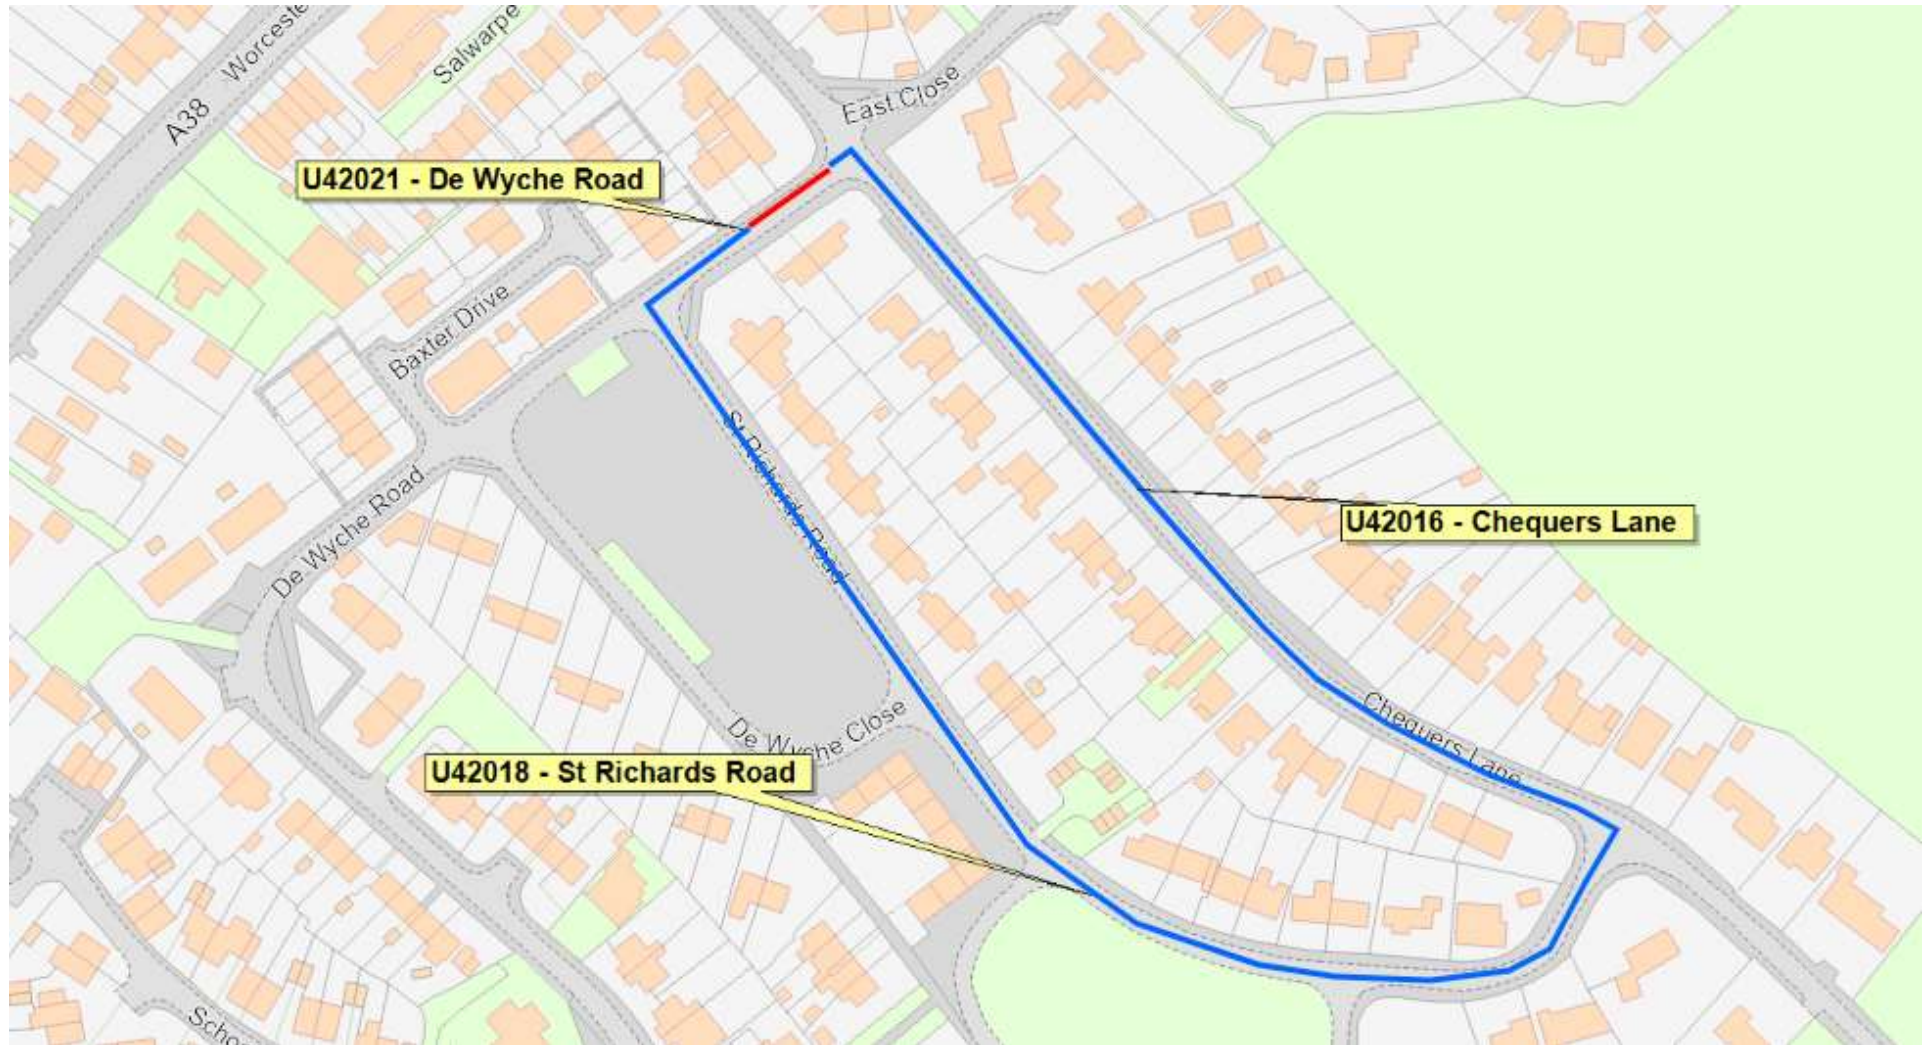 Worceste
Salwarpe
A38
East Close
U42021 - De Wyche Road
Baxter Drive
St Richards Road
De Wyche Road
U42016 - Chequers Lane
Chequers Lane
De Wyche Close
U42018 - St Richards Road
Scho